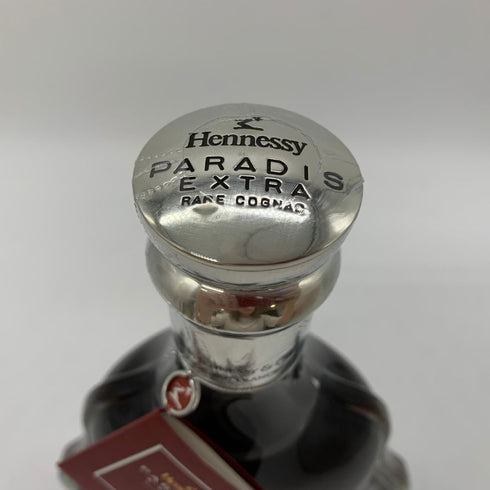 Hennessy
PARADIS
EXTRA
RARE COGNAC